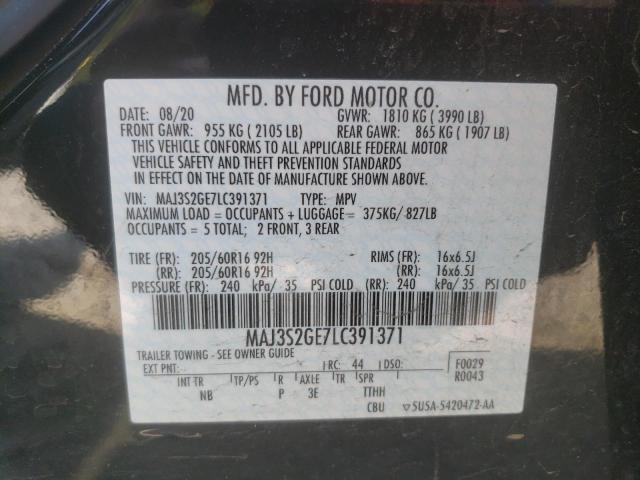 MFD. BY FORD MOTOR CO.
DATE: 08/20 GVWR: 1810 KG ( 3990 LB)
FRONT GAWR: 955 KG ( 2105 LB) REAR GAWR: 865 KG ( 1907 LB)
THIS VEHICLE CONFORMS TO ALL APPLICABLE FEDERAL MOTOR
VEHICLE SAFETY AND THEFT PREVENTION STANDARDS
IN EFFECT ON THE DATE OF MANUFACTURE SHOWN ABOVE.
VIN: MAJ3S2GE7LC391371 TYPE: MPV
MAXIMUM LOAD = OCCUPANTS + LUGGAGE = 375KG/ 827LB
OCCUPANTS = 5 TOTAL; 2 FRONT, 3 REAR
TIRE (FR): 205/60R16 92H RIMS (FR): 16x6.5J
(RR): 205/60R16 92H (RR): 16x6.5J
PRESSURE (FR): 240 kPa/ 35 PSI COLD (RR): 240 kPa/ 35 PSI COLD
MAJ3S2GE7LC391371
TRAILER TOWING - SEE OWNER GUIDE
EXT PNT: RC: 44 DSO: F0029
R0043
INT TR TP/PS R AXLE TR SPR
NB P 3E TTHH
CBU ▽SUSA-5420472-AA